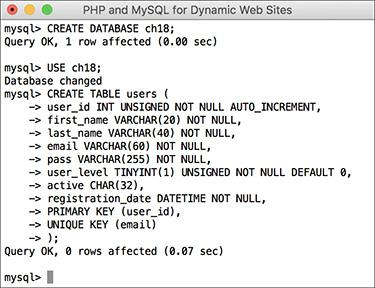 PHP and MySQL for Dynamic Web Sites
mysql> CREATE DATABASE ch18;
Query OK, 1 row affected (0.00 sec)
mysql> USE ch18;
Database changed
mysql> CREATE TABLE users (
-> user_id INT UNSIGNED NOT NULL AUTO_INCREMENT,
-> first_name VARCHAR(20) NOT NULL,
-> last_name VARCHAR(40) NOT NULL,
-> email VARCHAR(60) NOT NULL,
-> pass VARCHAR(255) NOT NULL,
-> user_level TINYINT(1) UNSIGNED NOT NULL DEFAULT 0,
-> active CHAR(32),
-> registration_date DATETIME NOT NULL,
-> PRIMARY KEY (user_id),
-> UNIQUE KEY (email)
-> );
Query OK, 0 rows affected (0.07 sec)
mysql>